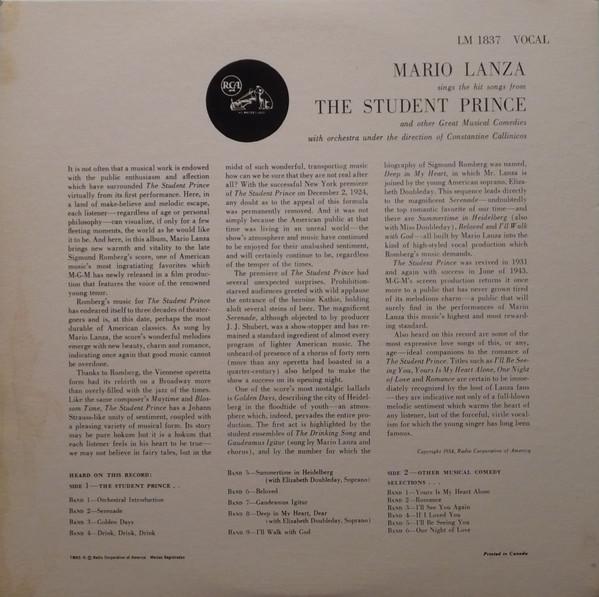 LM 1837 VOCAL
RCA
MARIO LANZA
sings the hit songs from
THE STUDENT PRINCE
and other Great Musical Comedies
with orchestra under the direction of Constantine Callinicos
It is not often that a musical work is endowed
with the public enthusiasm and affection
which have surrounded The Student Prince
virtually from its first performance. Here, in
a land of make-believe and melodic escape,
each listener—regardless of age or personal
philosophy—can visualize, if only for a few
fleeting moments, the world as he would like
it to be. And here, in this album, Mario Lanza
brings new warmth and vitality to the late
Sigmund Romberg's score, one of American
music's most ingratiating favorites which
M-G-M has newly released in a film produc-
tion that features the voice of the renowned
young tenor.
Romberg's music for The Student Prince
has endeared itself to three decades of theater-
goers and is, at this date, perhaps the most
durable of American classics. As sung by
Mario Lanza, the score's wonderful melodies
emerge with new beauty, charm and romance,
indicating once again that good music cannot
be overdone.
Thanks to Romberg, the Viennese operetta
form had its rebirth on a Broadway more
than overly-filled with the jazz of the times.
Like the same composer's Maytime and Blos-
som Time, The Student Prince has a Johann
Strauss-like unity of sentiment, coupled with
a pleasing variety of musical form. Its story
may be pure hokum but it is a hokum that
each listener feels in his heart to be true—
we may not believe in fairy tales, but in the
midst of such wonderful, transporting music
how can we be sure that they are not real after
all? With the successful New York premiere
of The Student Prince on December 2, 1924,
any doubt as to the appeal of this formula
was permanently removed. And it was not
simply because the American public at that
time was living in an unreal world—the
show's atmosphere and music have continued
to be enjoyed for their unabashed sentiment,
and will certainly continue to be, regardless
of the temper of the times.
The premiere of The Student Prince had
several unexpected surprises. Prohibition-
starved audiences greeted with wild applause
the entrance of the heroine Kathie, holding
aloft several steins of beer. The magnificent
Serenade, although objected to by producer
J. J. Shubert, was a show-stopper and has re-
mained a standard ingredient of almost every
program of lighter American music. The
unheard-of presence of a chorus of forty men
(more than any operetta had boasted in a
quarter-century) also helped to make the
show a success on its opening night.
One of the score's most nostalgic ballads
is Golden Days, describing the city of Heidel-
berg in the floodtide of youth—an atmos-
phere which, indeed, pervades the entire pro-
duction. The first act is highlighted by the
student ensembles of The Drinking Song and
Gaudeamus Igitur (sung by Mario Lanza and
chorus), and by the number for which the
biography of Sigmund Romberg was named,
Deep in My Heart, in which Mr. Lanza is
joined by the young American soprano, Eliza-
beth Doubleday. This sequence leads directly
to the magnificent Serenade—undoubtedly
the top romantic favorite of our time—and
there are Summertime in Heidelberg (also
with Miss Doubleday), Beloved and I'll Walk
with God—all built by Mario Lanza into the
kind of high-styled vocal production which
Romberg's music demands.
The Student Prince was revived in 1931
and again with success in June of 1943.
M-G-M's screen production returns it once
more to a public that has never grown tired
of its melodious charm—a public that will
surely find in the performances of Mario
Lanza this music's highest and most reward-
ing standard.
Also heard on this record are some of the
most expressive love songs of this, or any,
age—ideal companions to the romance of
The Student Prince. Titles such as I'll Be See-
ing You, Yours Is My Heart Alone, One Night
of Love and Romance are certain to be imme-
diately recognized by the host of Lanza fans
—they are indicative not only of a full-blown
melodic sentiment which warms the heart of
any listener, but of the forceful, virile vocal-
ism for which the young singer has long been
famous.
Copyright 1954, Radio Corporation of America
HEARD ON THIS RECORD:
SIDE 1—THE STUDENT PRINCE . .
BAND 1—Orchestral Introduction
BAND 2—Serenade
BAND 3—Golden Days
BAND 4—Drink, Drink, Drink
BAND 5—Summertime in Heidelberg
(with Elizabeth Doubleday, Soprano)
BAND 6—Beloved
BAND 7—Gaudeamus Igitur
BAND 8—Deep in My Heart, Dear
(with Elizabeth Doubleday, Soprano)
BAND 9—I'll Walk with God
SIDE 2—OTHER MUSICAL COMEDY
SELECTIONS . . .
BAND 1—Yours Is My Heart Alone
BAND 2—Romance
BAND 3—I'll See You Again
BAND 4—If I Loved You
BAND 5—I'll Be Seeing You
BAND 6—One Night of Love
TMKS ® © Radio Corporation of America Marcas Registradas
Printed in Canada